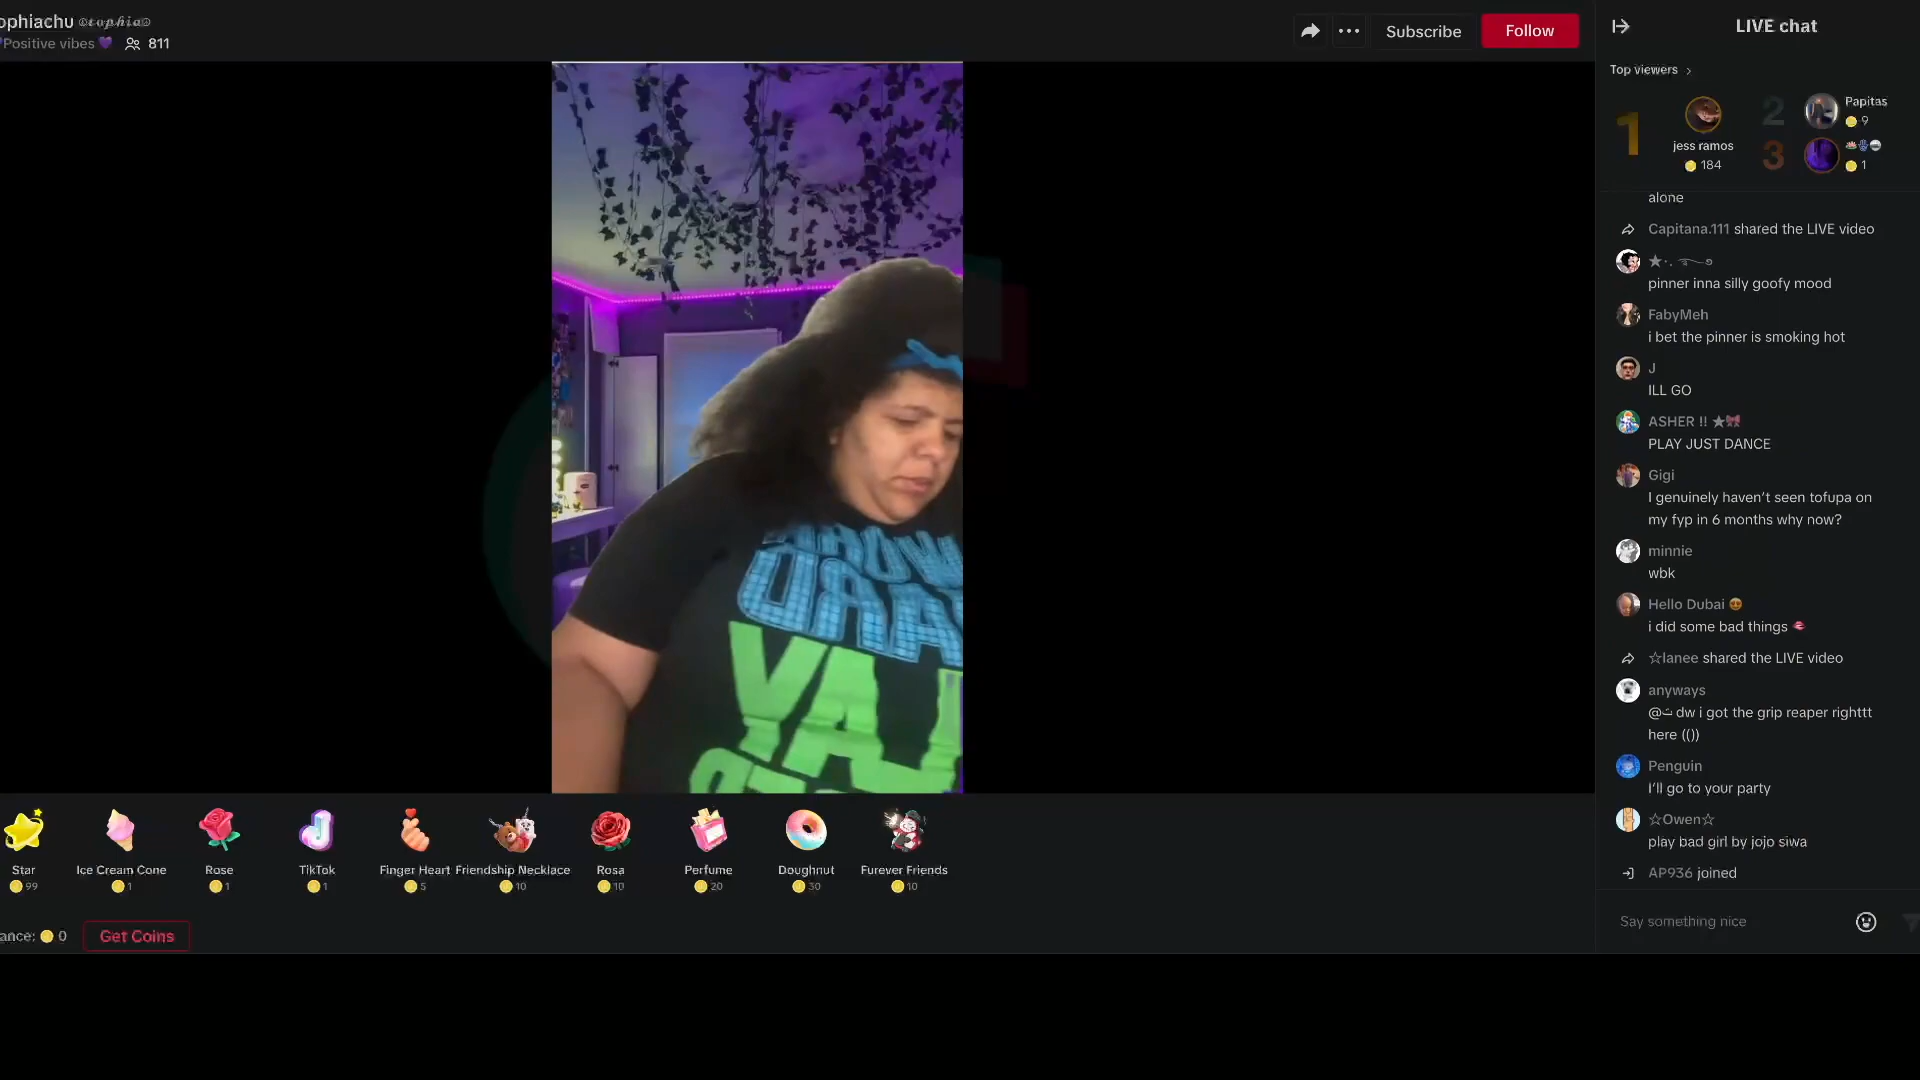 ophiachu
Positive vibes 💜 811
Subscribe
Follow
VA
LIVE chat
Top viewers
1
jess ramos
184
2
Papitas
9
3
1
alone
Capitana.111 shared the LIVE video
pinner inna silly goofy mood
FabyMeh
i bet the pinner is smoking hot
J
ILL GO
ASHER !! ★🎀
PLAY JUST DANCE
Gigi
I genuinely haven't seen tofupa on
my fyp in 6 months why now?
minnie
wbk
Hello Dubai 😍
i did some bad things 🫦
☆lanee shared the LIVE video
anyways
dw i got the grip reaper righttt
here (())
Penguin
I'll go to your party
☆Owen☆
play bad girl by jojo siwa
AP936 joined
Say something nice
Star
99
Ice Cream Cone
1
Rose
1
TikTok
1
Finger Heart
5
Friendship Necklace
10
Rosa
10
Perfume
20
Doughnut
30
Furever Friends
10
ance: 0
Get Coins